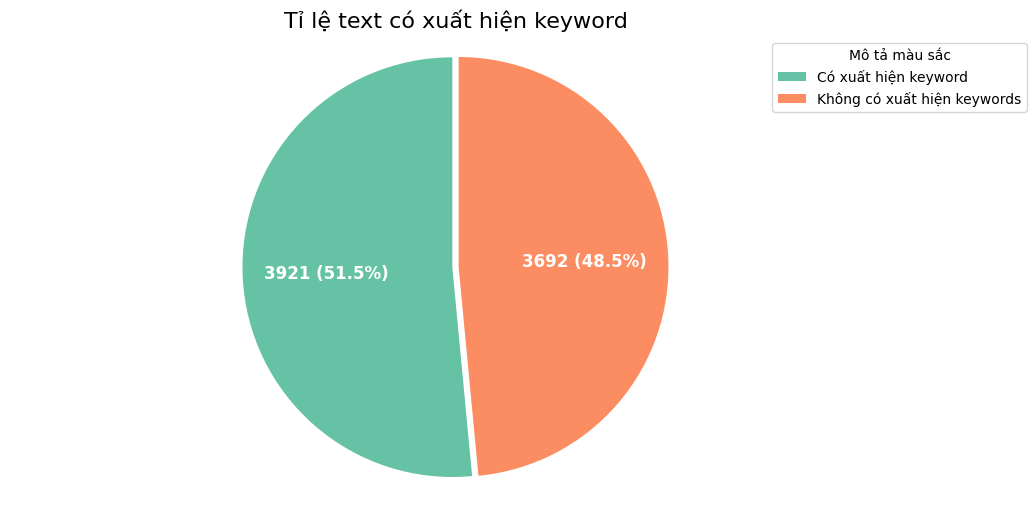 Tỉ lệ text có xuất hiện keyword
Mô tả màu sắc
Có xuất hiện keyword
Không có xuất hiện keywords
3921 (51.5%)
3692 (48.5%)